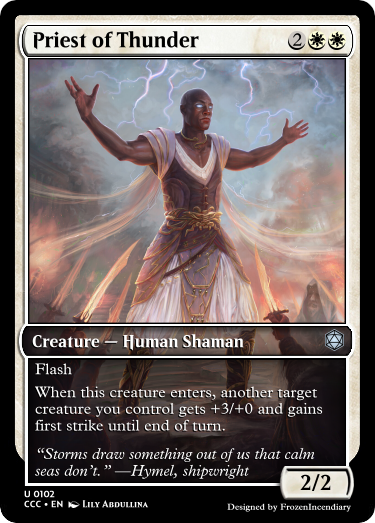 Priest of Thunder 2
Creature — Human Shaman
Flash
When this creature enters, another target
creature you control gets +3/+0 and gains
first strike until end of turn.
“Storms draw something out of us that calm
seas don’t.” —Hymel, shipwright
2/2
U 0102
CCC • EN Lily Abdullina
Designed by FrozenIncendiary